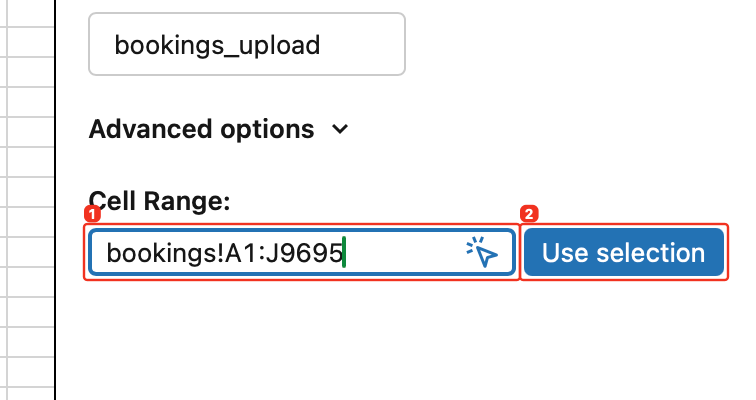 bookings_upload
Advanced options
Cell Range:
1
2
bookings!A1:J9695
Use selection